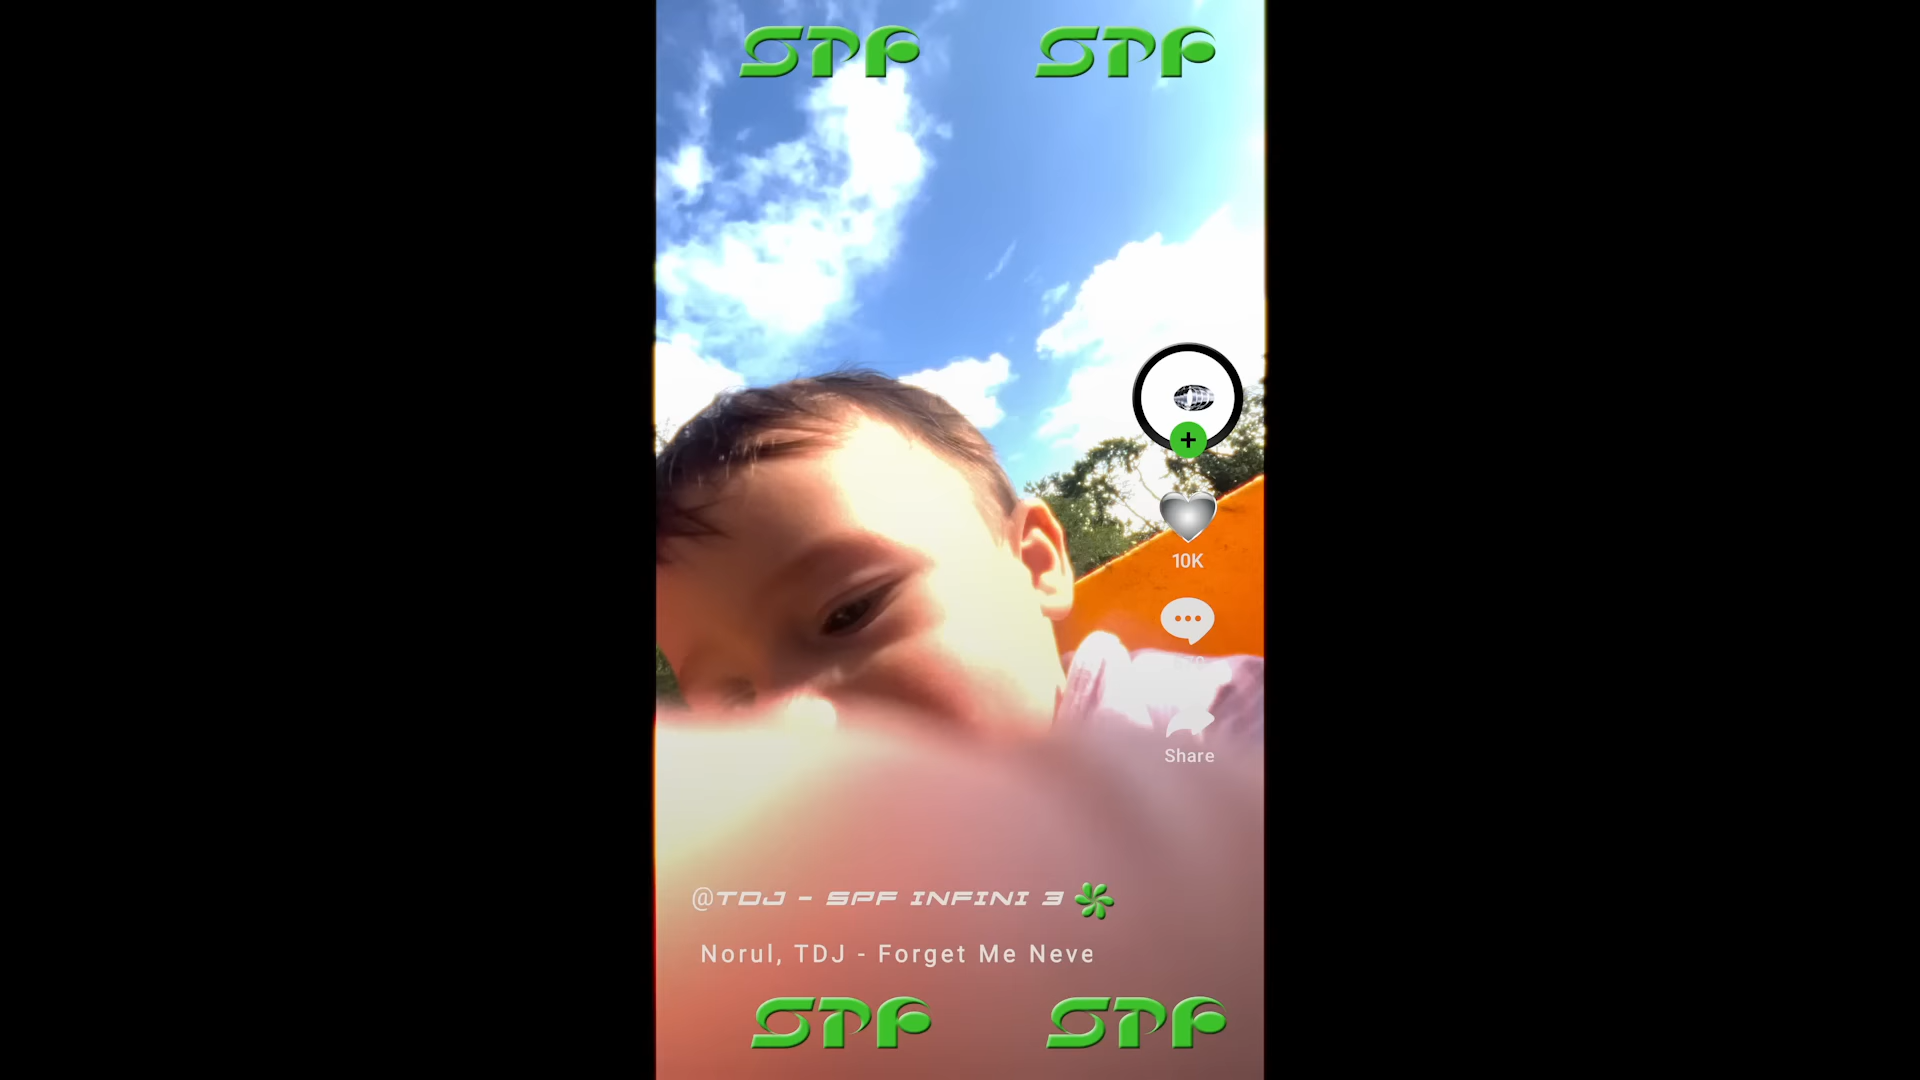 SPF SPF
10K
Share
@TDJ - SPF INFINI 3
Norul, TDJ - Forget Me Neve
SPF SPF